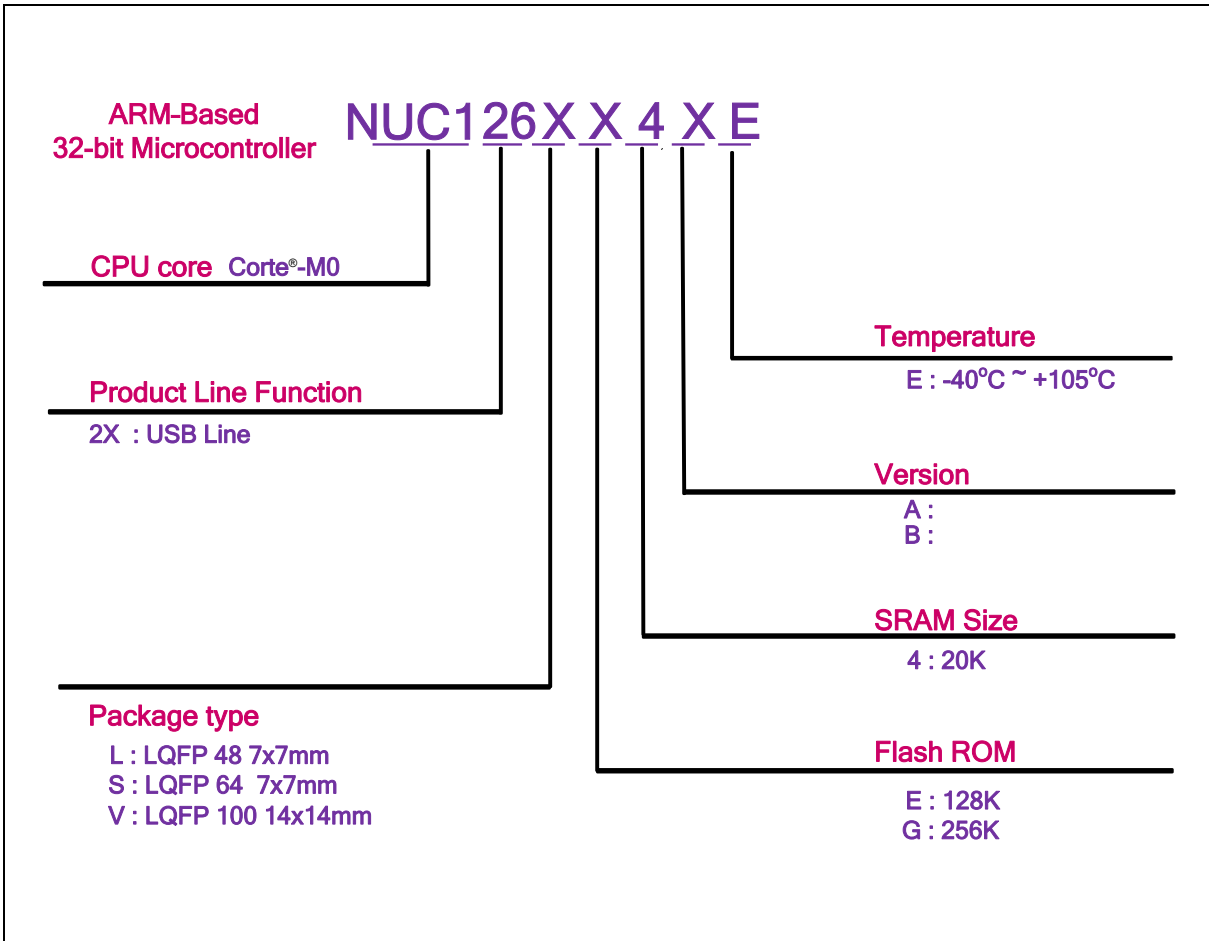 ARM-Based
32-bit Microcontroller
NUC126XX4XE
CPU core Corte®-M0
Product Line Function
2X : USB Line
Package type
L : LQFP 48 7x7mm
S : LQFP 64 7x7mm
V : LQFP 100 14x14mm
Temperature
E : -40°C ~ +105°C
Version
A :
B :
SRAM Size
4 : 20K
Flash ROM
E : 128K
G : 256K